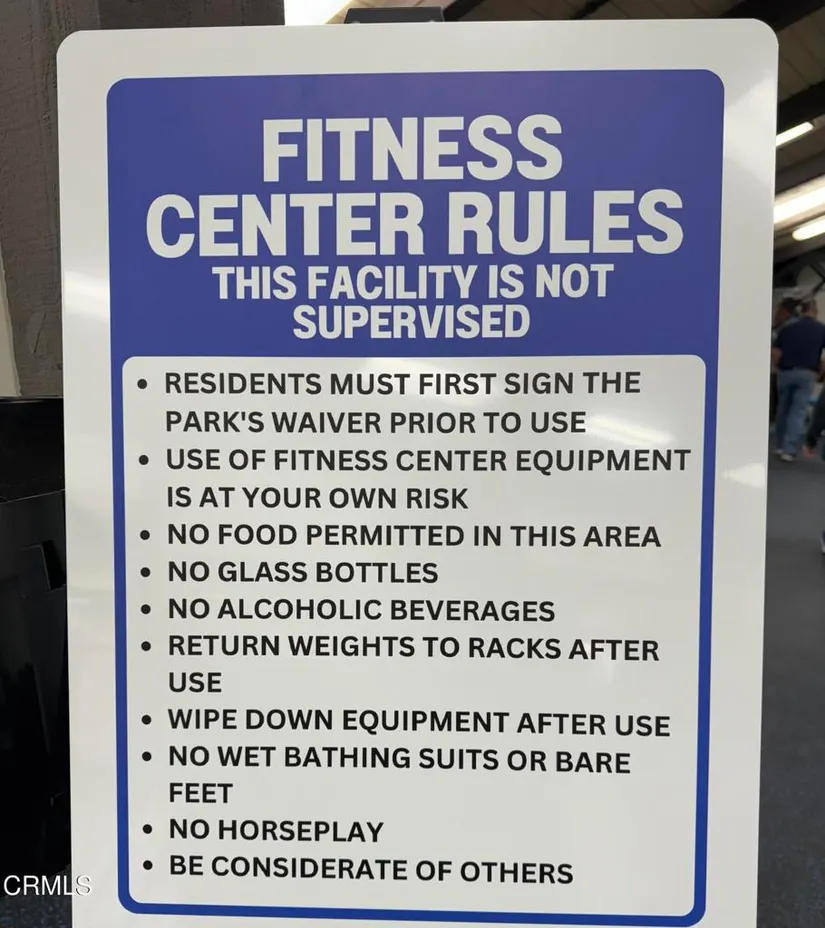 FITNESS
CENTER RULES
THIS FACILITY IS NOT
SUPERVISED
• RESIDENTS MUST FIRST SIGN THE
PARK'S WAIVER PRIOR TO USE
• USE OF FITNESS CENTER EQUIPMENT
IS AT YOUR OWN RISK
• NO FOOD PERMITTED IN THIS AREA
• NO GLASS BOTTLES
• NO ALCOHOLIC BEVERAGES
• RETURN WEIGHTS TO RACKS AFTER
USE
• WIPE DOWN EQUIPMENT AFTER USE
• NO WET BATHING SUITS OR BARE
FEET
• NO HORSEPLAY
• BE CONSIDERATE OF OTHERS
CRMLS